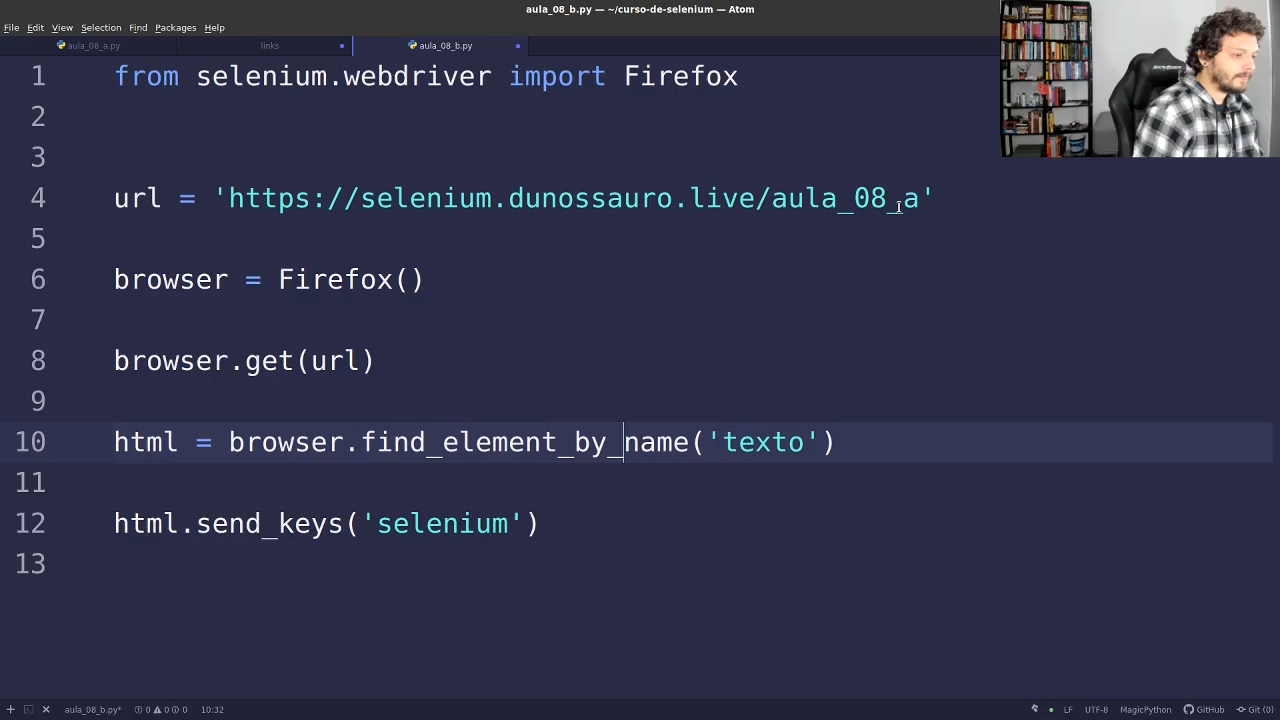 aula_08_b.py — ~/curso-de-selenium — Atom
File Edit View Selection Find Packages Help
aula_08_a.py links aula_08_b.py
1 from selenium.webdriver import Firefox
2
3
4 url = 'https://selenium.dunossauro.live/aula_08_a'
5
6 browser = Firefox()
7
8 browser.get(url)
9
10 html = browser.find_element_by_name('texto')
11
12 html.send_keys('selenium')
13
aula_08_b.py* 0 0 0 10:32 LF UTF-8 MagicPython GitHub Git (0)